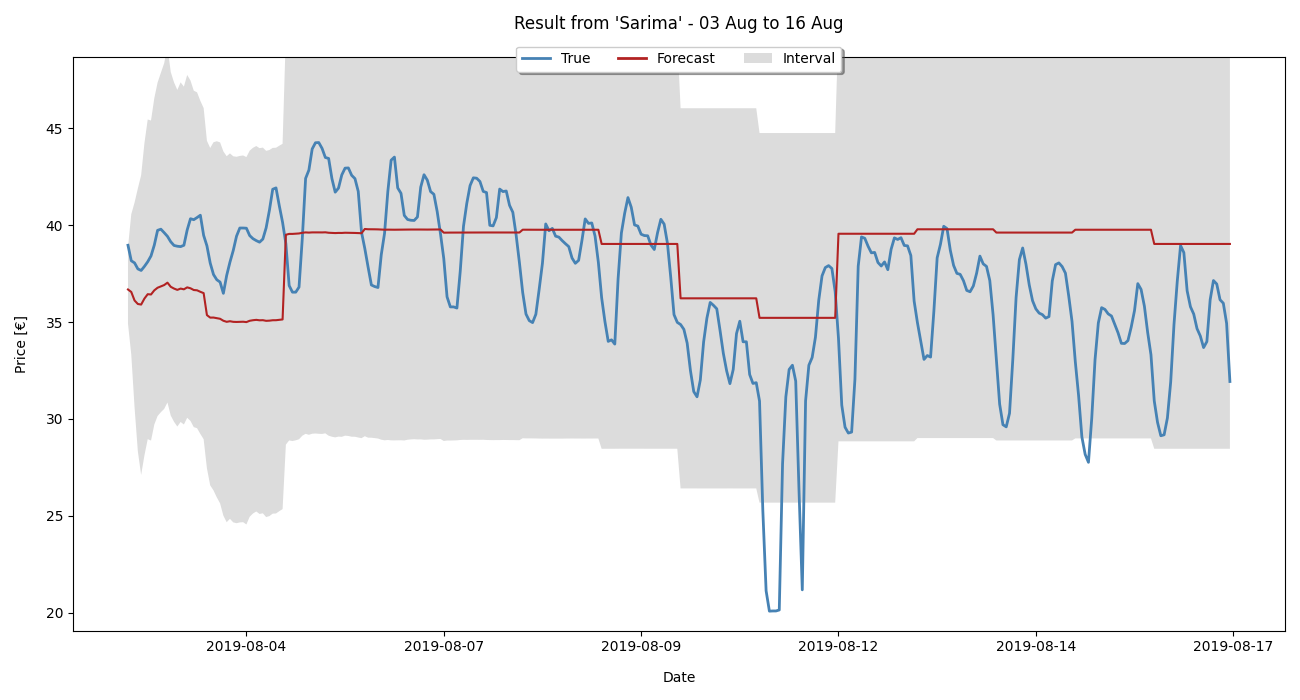 Result from 'Sarima' - 03 Aug to 16 Aug
True Forecast Interval
Price [€]
45
40
35
30
25
20
2019-08-04 2019-08-07 2019-08-09 2019-08-12 2019-08-14 2019-08-17
Date